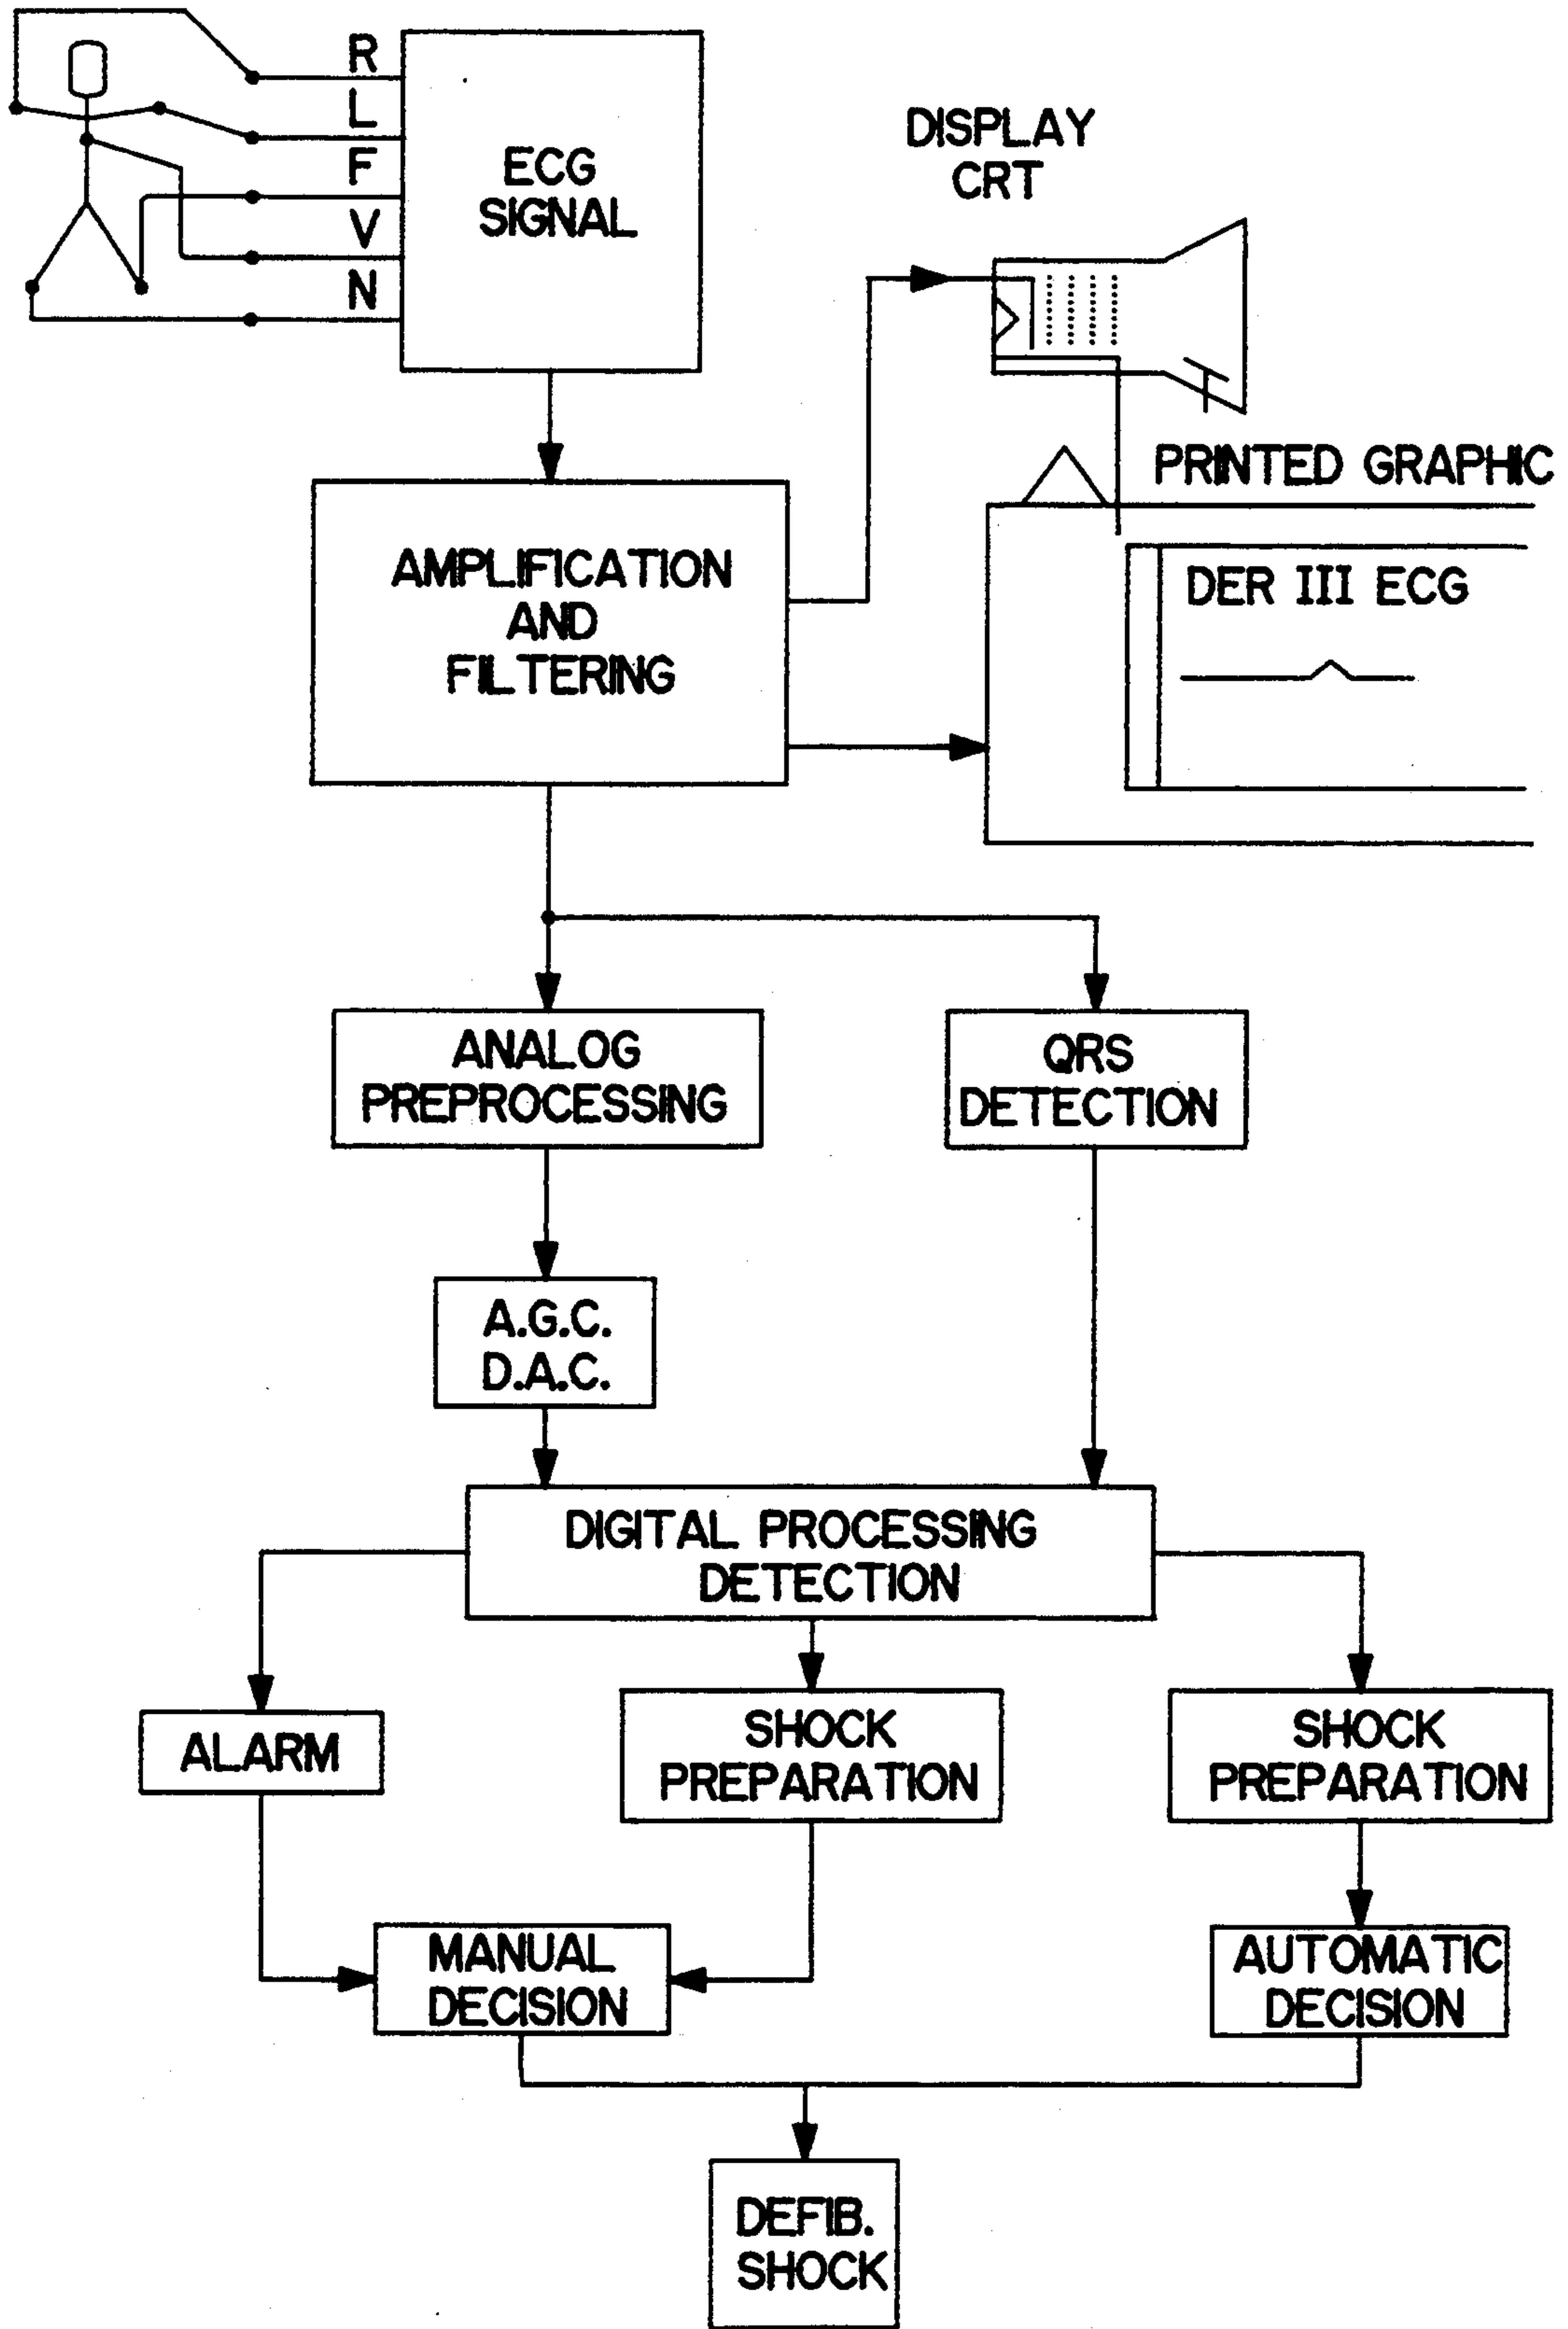 R
L
F
V
N
ECG
SIGNAL
DISPLAY
CRT
PRINTED GRAPHIC
DER III ECG
AMPLIFICATION
AND
FILTERING
ANALOG
PREPROCESSING
QRS
DETECTION
A.G.C.
D.A.C.
DIGITAL PROCESSING
DETECTION
ALARM
SHOCK
PREPARATION
SHOCK
PREPARATION
MANUAL
DECISION
AUTOMATIC
DECISION
DEFIB.
SHOCK